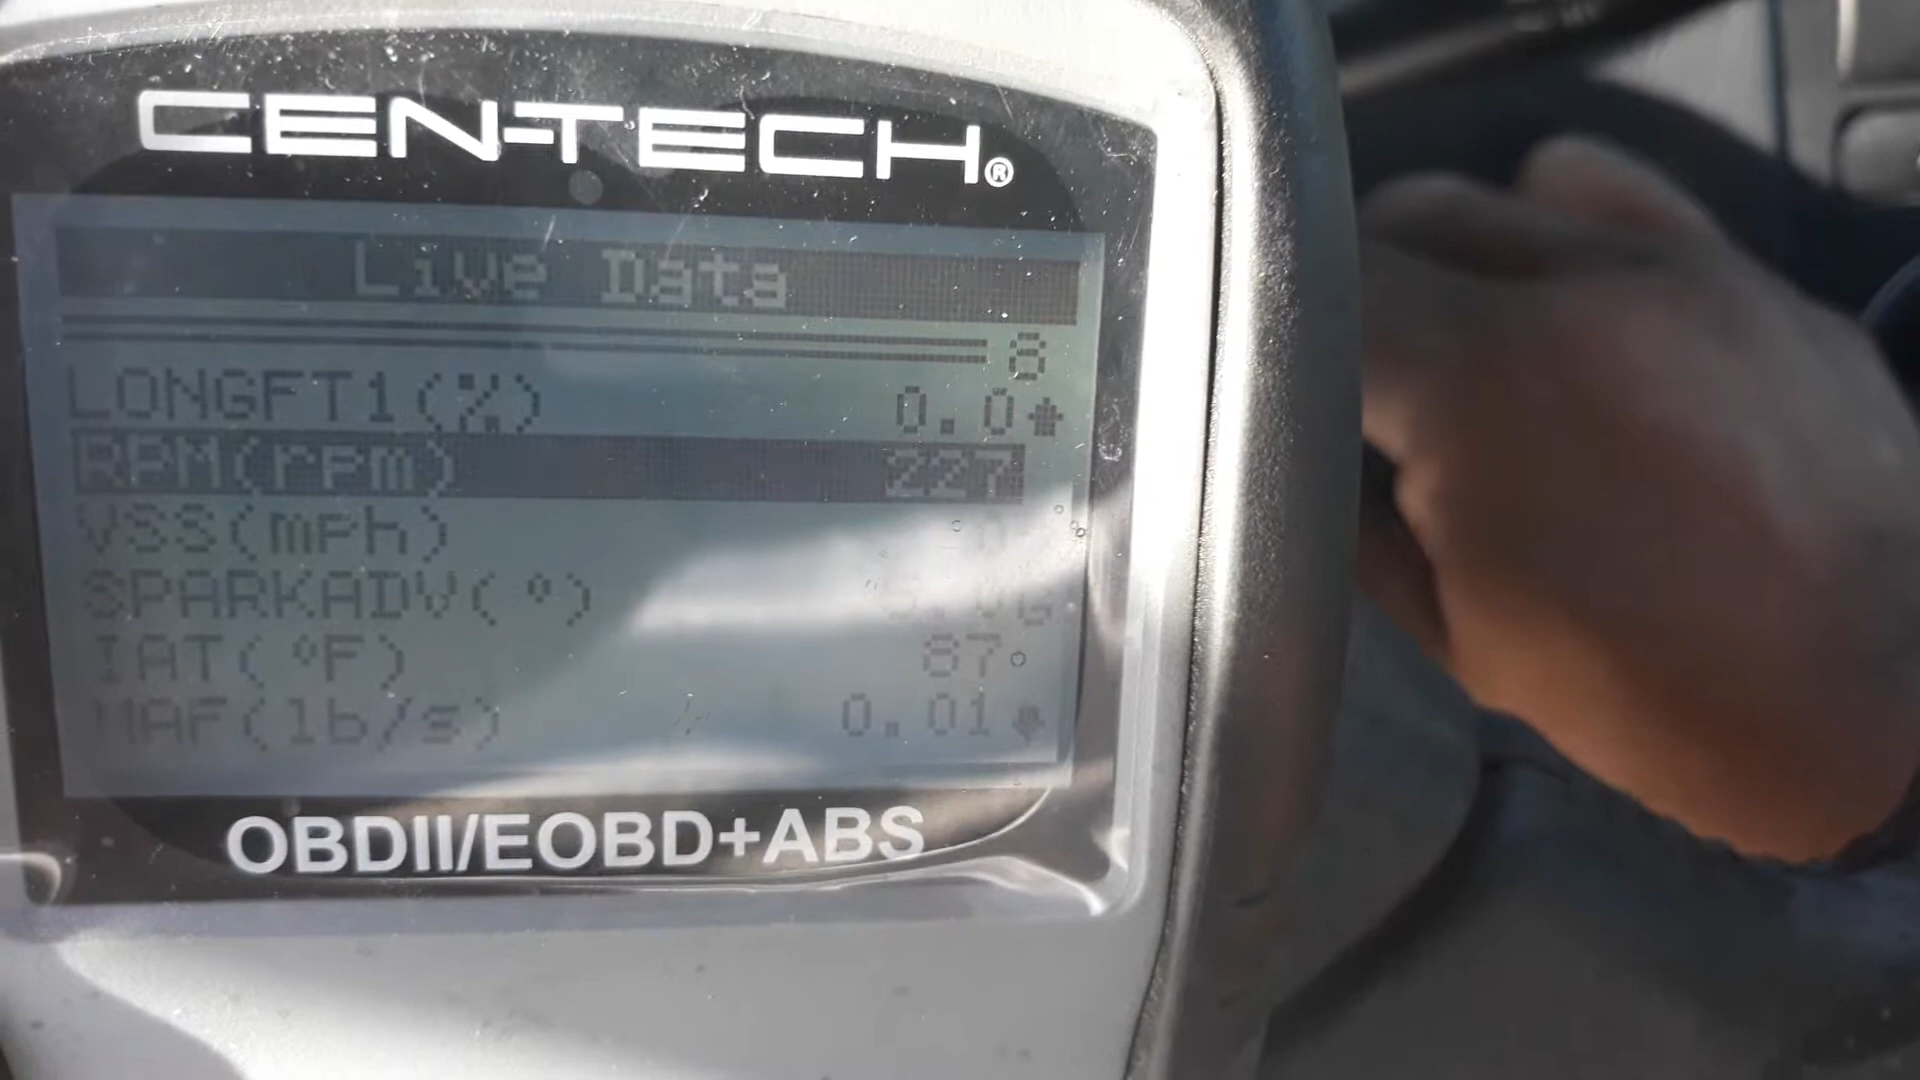 CEN-TECH®
Live Data
8
LONGFT1(%) 0.0
RPM(rpm) 227
VSS(mph) 0
SPARKADV(°)
IAT(°F) 87
MAF(lb/s) 0.01
OBDII/EOBD+ABS